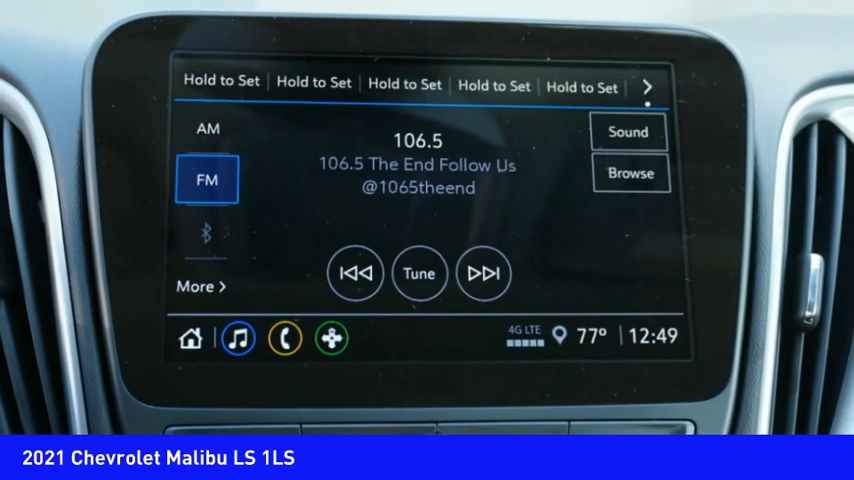 Hold to Set Hold to Set Hold to Set Hold to Set Hold to Set
AM
106.5
Sound
106.5 The End Follow Us
FM
Browse
@1065theend
Tune
More
4G LTE
77° 12:49
2021 Chevrolet Malibu LS 1LS